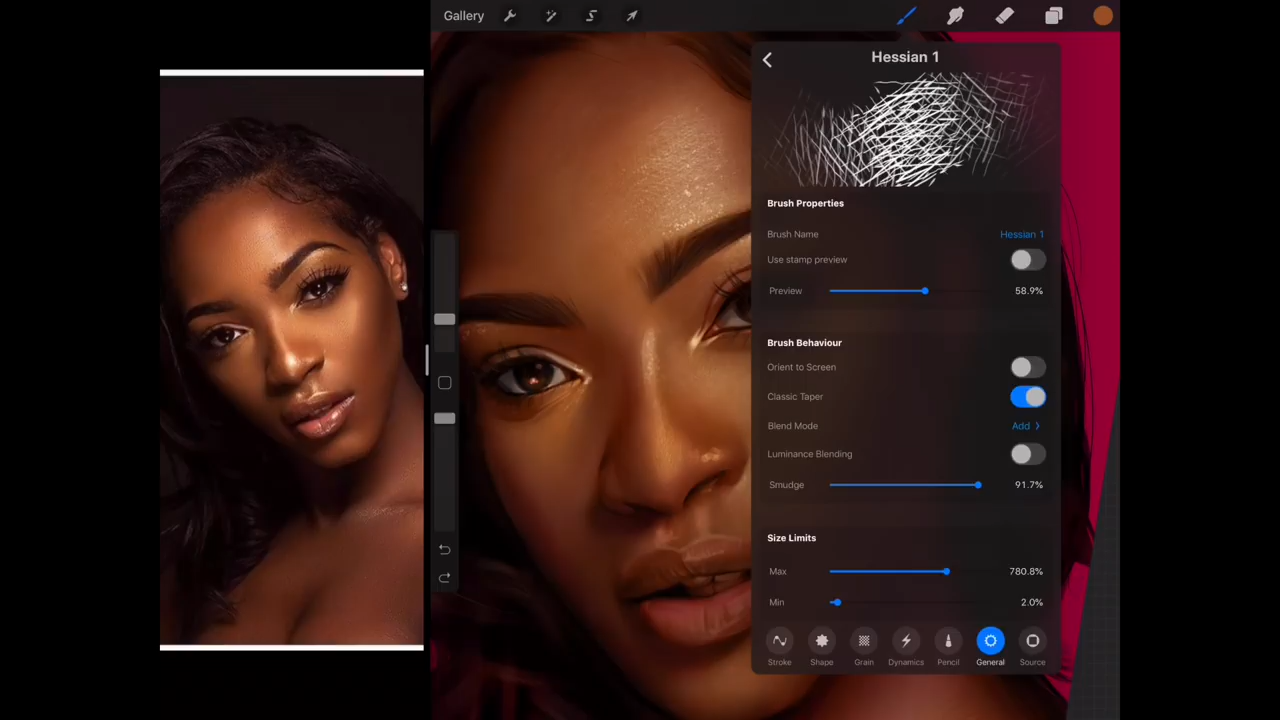 Gallery
Hessian 1
Brush Properties
Brush Name Hessian 1
Use stamp preview
Preview 58.9%
Brush Behaviour
Orient to Screen
Classic Taper
Blend Mode Add
Luminance Blending
Smudge 91.7%
Size Limits
Max 780.8%
Min 2.0%
Stroke Shape Grain Dynamics Pencil General Source